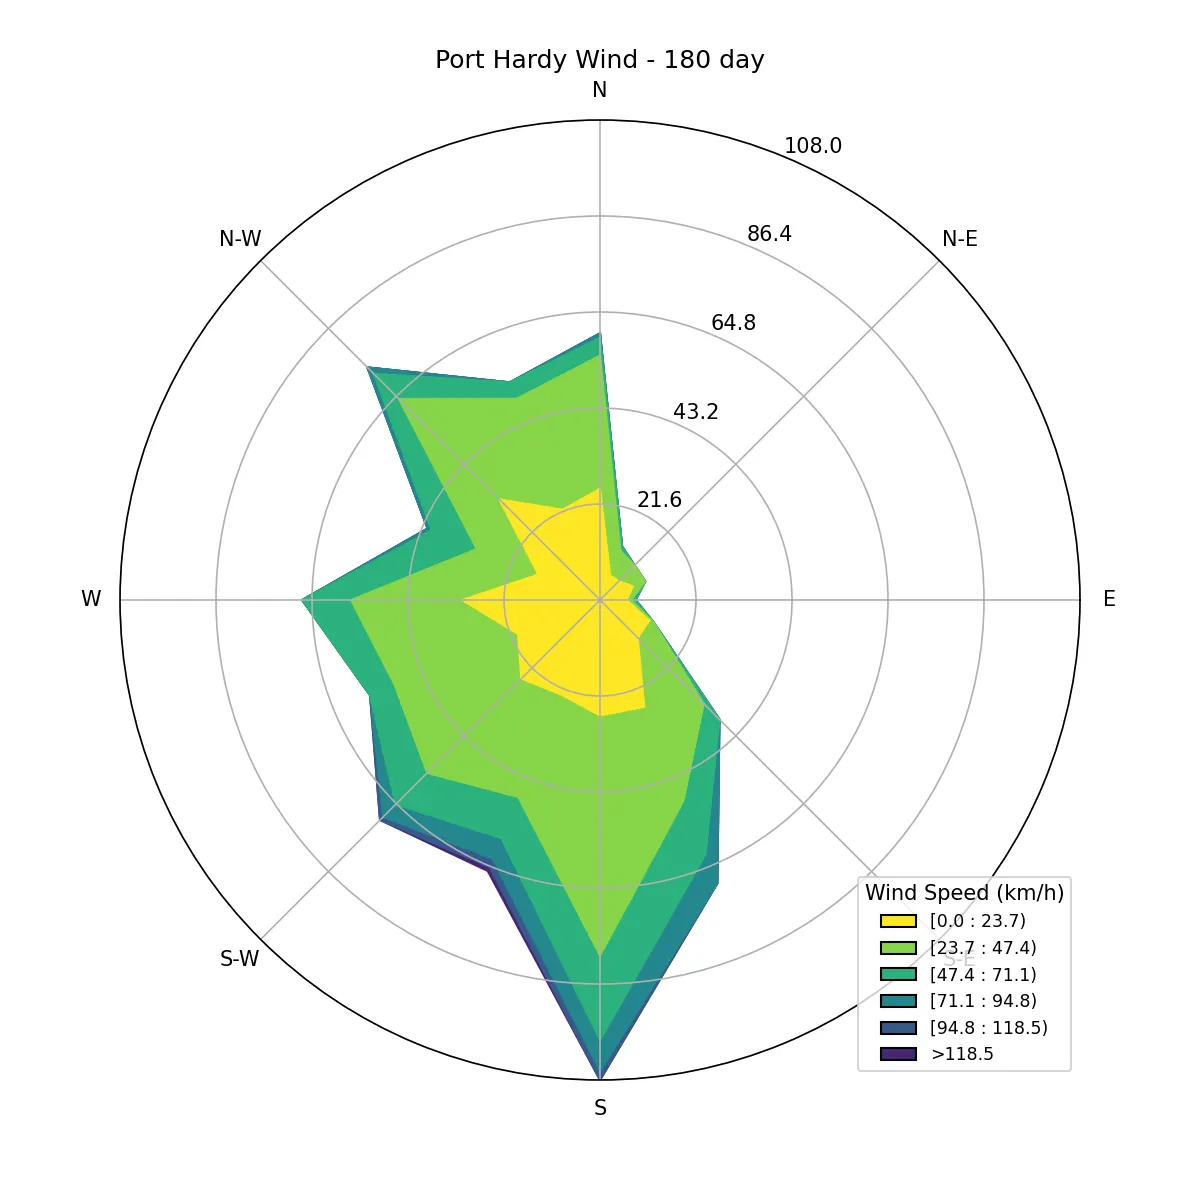 Port Hardy Wind - 180 day
N
108.0
86.4
N-W
N-E
64.8
43.2
21.6
W
E
Wind Speed (km/h)
[0.0 : 23.7)
[23.7 : 47.4)
S-W
S-E
[47.4 : 71.1)
[71.1 : 94.8)
[94.8 : 118.5)
>118.5
S